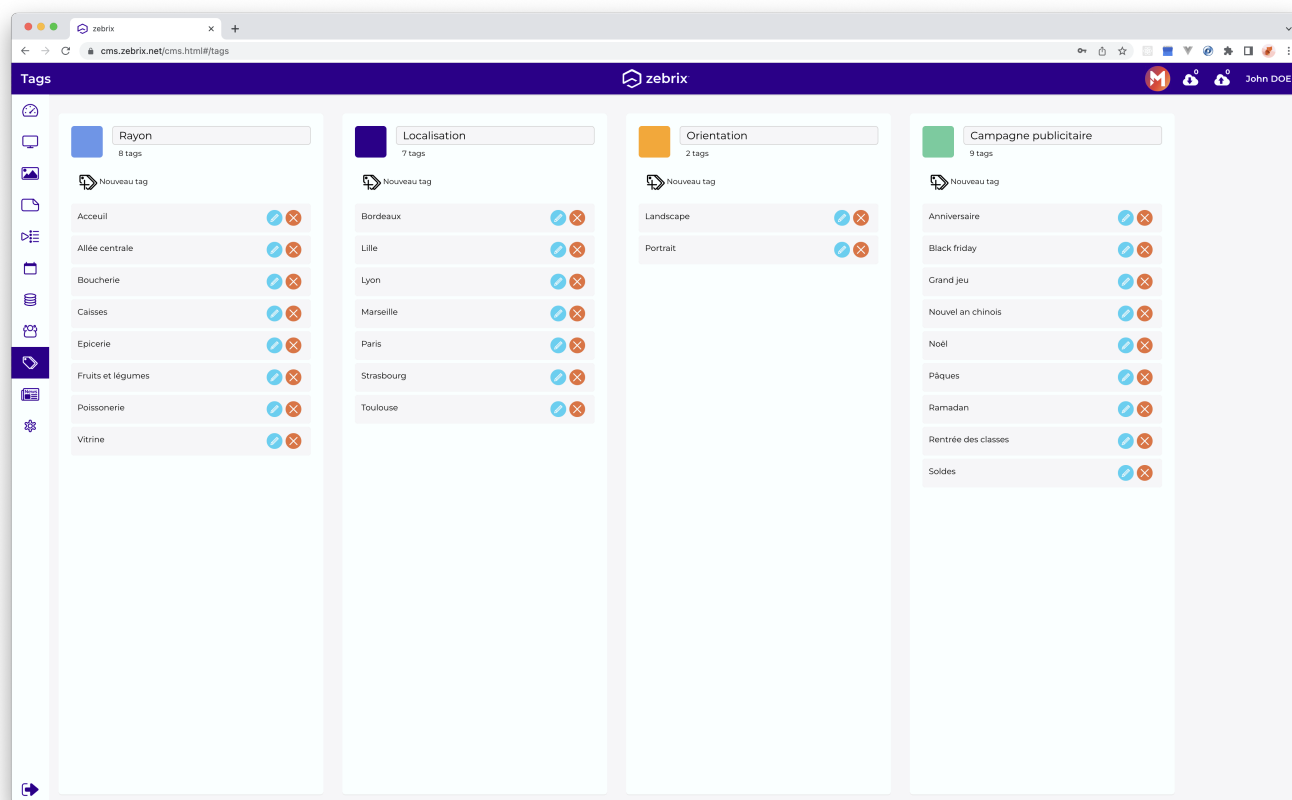 zebrix
cms.zebrix.net/cms.html#/tags
Tags
zebrix
0
0
John DOE
Rayon
8 tags
Nouveau tag
Acceuil
Allée centrale
Boucherie
Caisses
Epicerie
Fruits et légumes
Poissonerie
Vitrine
Localisation
7 tags
Nouveau tag
Bordeaux
Lille
Lyon
Marseille
Paris
Strasbourg
Toulouse
Orientation
2 tags
Nouveau tag
Landscape
Portrait
Campagne publicitaire
9 tags
Nouveau tag
Anniversaire
Black friday
Grand jeu
Nouvel an chinois
Noël
Pâques
Ramadan
Rentrée des classes
Soldes